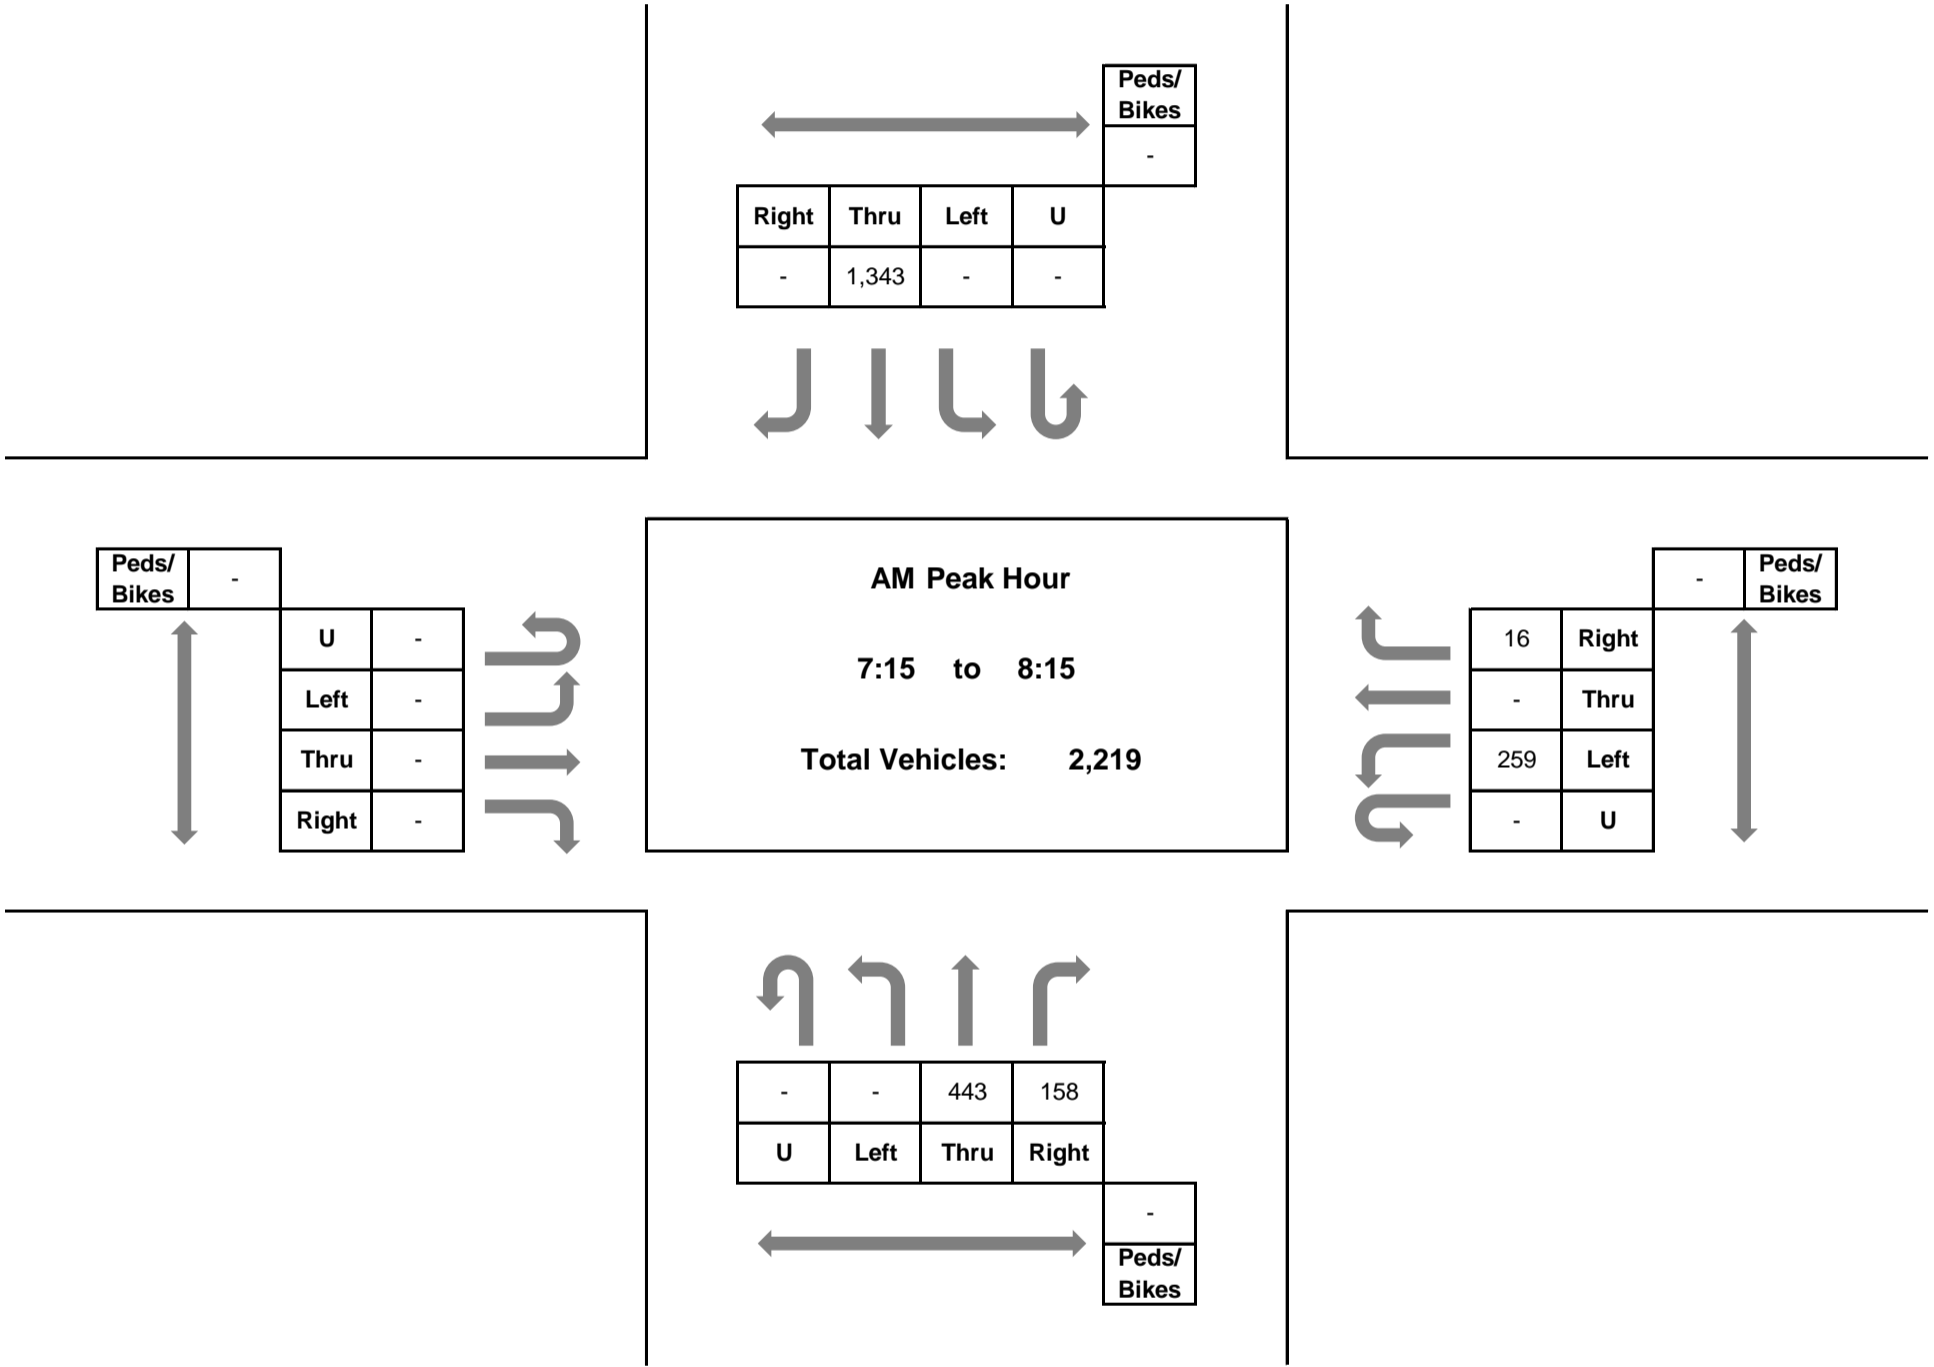 Peds/
Bikes
-
Right Thru Left U
- 1,343 - -
Peds/
Bikes
-
U -
Left -
Thru -
Right -
AM Peak Hour
7:15 to 8:15
Total Vehicles: 2,219
- Peds/
Bikes
16 Right
- Thru
259 Left
- U
- - 443 158
U Left Thru Right
-
Peds/
Bikes